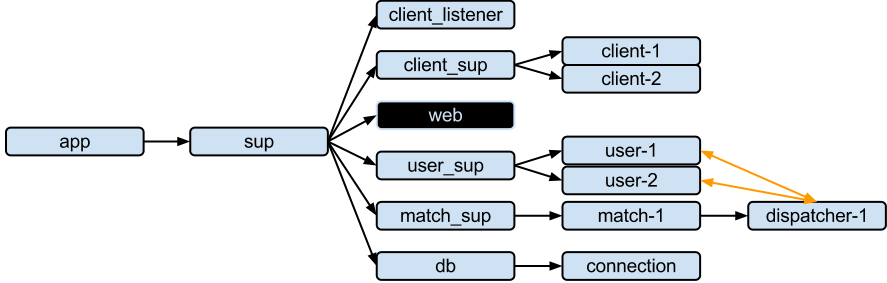 client_listener
client_sup
client-1
client-2
web
app
sup
user_sup
user-1
user-2
match_sup
match-1
dispatcher-1
db
connection